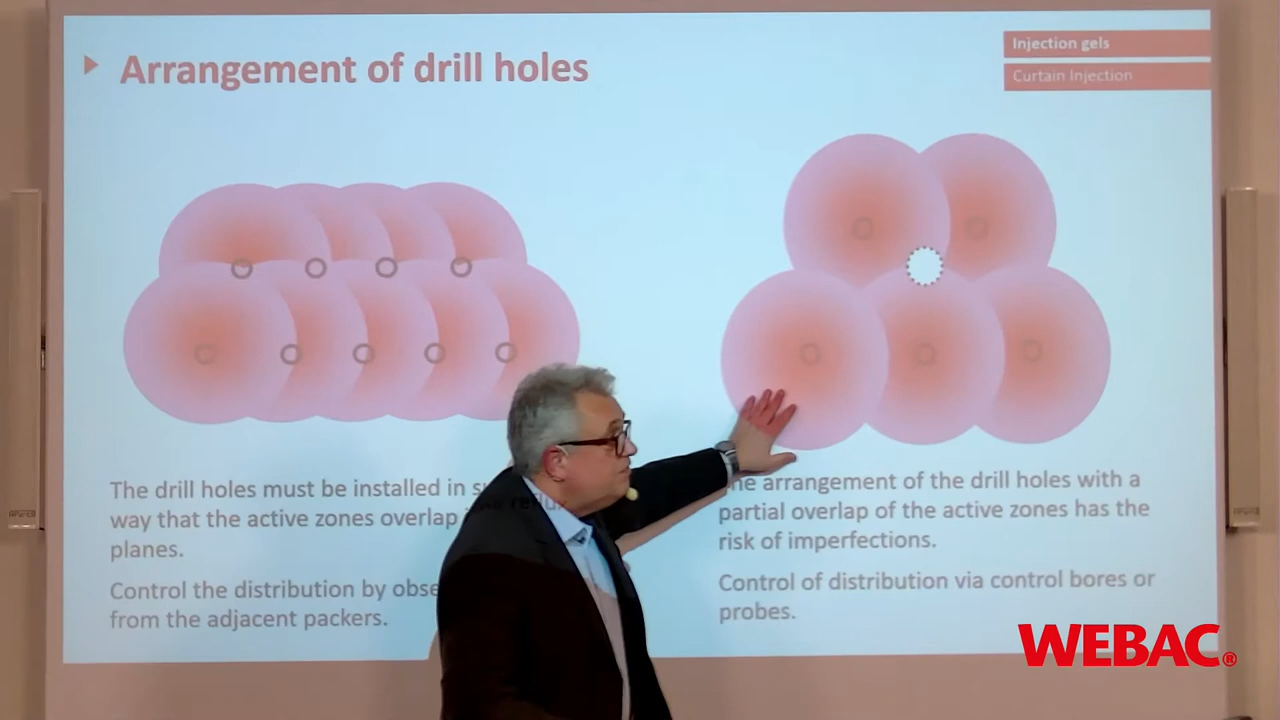 Arrangement of drill holes
Injection gels
Curtain Injection
The drill holes must be installed in
way that the active zones overlap
planes.
Control the distribution by obse
from the adjacent packers.
he arrangement of the drill holes with a
partial overlap of the active zones has the
risk of imperfections.
Control of distribution via control bores or
probes.
WEBAC®